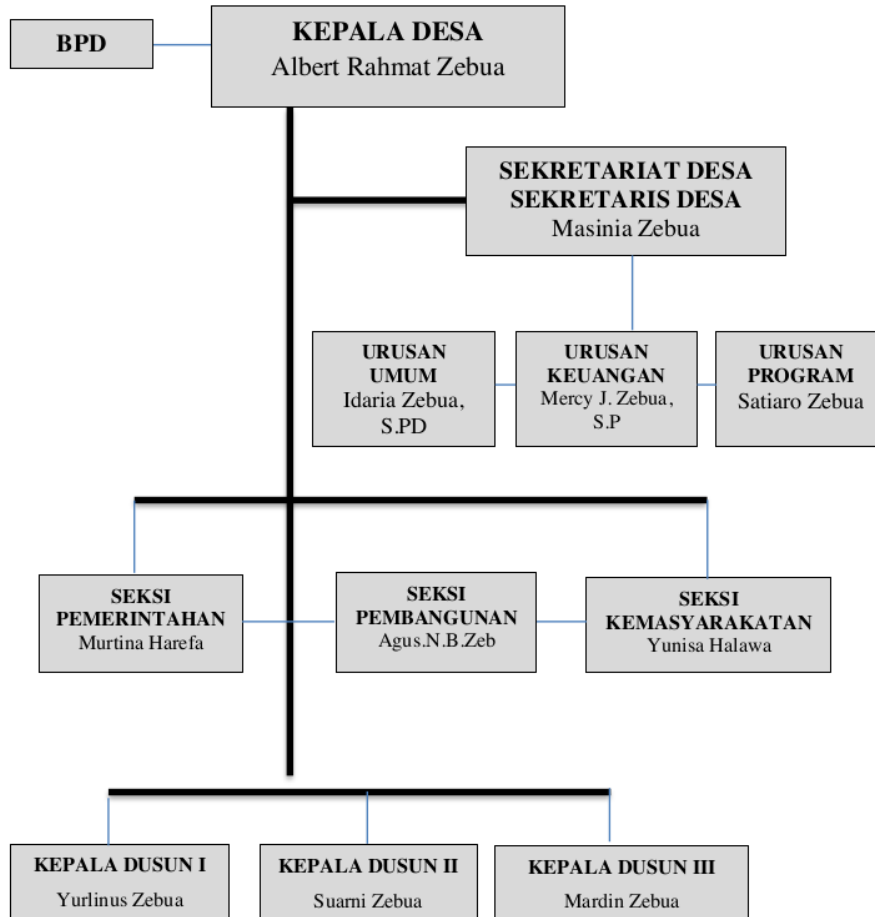 BPD
KEPALA DESA
Albert Rahmat Zebua
SEKRETARIAT DESA
SEKRETARIS DESA
Masinia Zebua
URUSAN
UMUM
Idaria Zebua,
S.PD
URUSAN
KEUANGAN
Mercy J. Zebua,
S.P
URUSAN
PROGRAM
Satiaro Zebua
SEKSI
PEMERINTAHAN
Murtina Harefa
SEKSI
PEMBANGUNAN
Agus.N.B.Zeb
SEKSI
KEMASYARAKATAN
Yunisa Halawa
KEPALA DUSUN I
Yurlinus Zebua
KEPALA DUSUN II
Suarni Zebua
KEPALA DUSUN III
Mardin Zebua